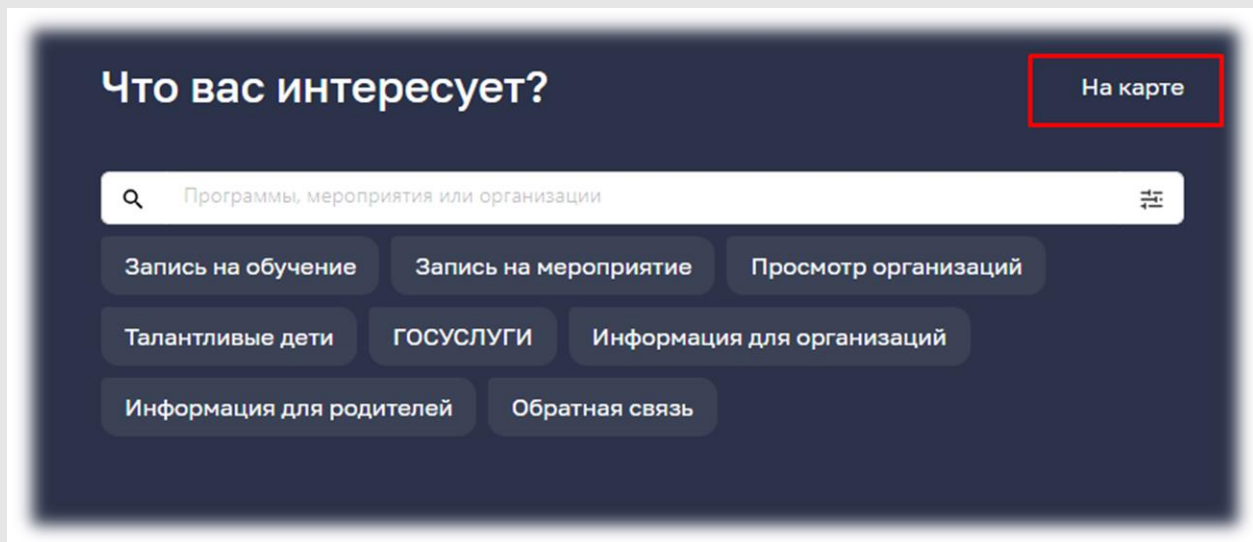 Что вас интересует?
На карте
Программы, мероприятия или организации
Запись на обучение Запись на мероприятие Просмотр организаций
Талантливые дети ГОСУСЛУГИ Информация для организаций
Информация для родителей Обратная связь